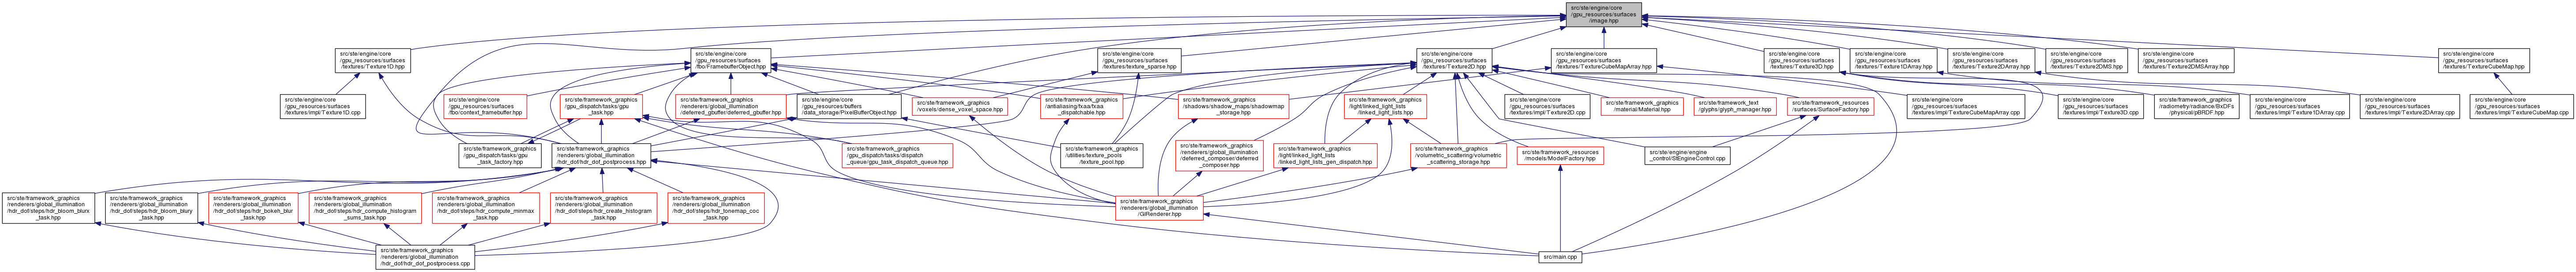 src/ste/engine/core
/gpu_resources/surfaces
/image.hpp
src/ste/engine/core
/gpu_resources/surfaces
/textures/Texture1D.hpp
src/ste/engine/core
/gpu_resources/surfaces
/fbo/FramebufferObject.hpp
src/ste/engine/core
/gpu_resources/surfaces
/textures/texture_sparse.hpp
src/ste/engine/core
/gpu_resources/surfaces
/textures/Texture2D.hpp
src/ste/engine/core
/gpu_resources/surfaces
/textures/TextureCubeMapArray.hpp
src/ste/engine/core
/gpu_resources/surfaces
/textures/Texture3D.hpp
src/ste/engine/core
/gpu_resources/surfaces
/textures/Texture1DArray.hpp
src/ste/engine/core
/gpu_resources/surfaces
/textures/Texture2DArray.hpp
src/ste/engine/core
/gpu_resources/surfaces
/textures/Texture2DMS.hpp
src/ste/engine/core
/gpu_resources/surfaces
/textures/Texture2DMSArray.hpp
src/ste/engine/core
/gpu_resources/surfaces
/textures/TextureCubeMap.hpp
src/ste/engine/core
/gpu_resources/surfaces
/textures/impl/Texture1D.cpp
src/ste/engine/core
/gpu_resources/surfaces
/fbo/context_framebuffer.hpp
src/ste/framework_graphics
/gpu_dispatch/tasks/gpu
_task.hpp
src/ste/framework_graphics
/renderers/global_illumination
/deferred_gbuffer/deferred_gbuffer.hpp
src/ste/engine/core
/gpu_resources/buffers
/data_storage/PixelBufferObject.hpp
src/ste/framework_graphics
/voxels/dense_voxel_space.hpp
src/ste/framework_graphics
/antialiasing/fxaa/fxaa
_dispatchable.hpp
src/ste/framework_graphics
/shadows/shadow_maps/shadowmap
_storage.hpp
src/ste/framework_graphics
/light/linked_light_lists
/linked_light_lists.hpp
src/ste/engine/core
/gpu_resources/surfaces
/textures/impl/Texture2D.cpp
src/ste/framework_graphics
/material/Material.hpp
src/ste/framework_text
/glyphs/glyph_manager.hpp
src/ste/framework_resources
/surfaces/SurfaceFactory.hpp
src/ste/engine/core
/gpu_resources/surfaces
/textures/impl/TextureCubeMapArray.cpp
src/ste/engine/core
/gpu_resources/surfaces
/textures/impl/Texture3D.cpp
src/ste/framework_graphics
/radiometry/radiance/BxDFs
/physical/pbBRDF.hpp
src/ste/engine/core
/gpu_resources/surfaces
/textures/impl/Texture1DArray.cpp
src/ste/engine/core
/gpu_resources/surfaces
/textures/impl/Texture2DArray.cpp
src/ste/engine/core
/gpu_resources/surfaces
/textures/impl/TextureCubeMap.cpp
src/ste/framework_graphics
/gpu_dispatch/tasks/gpu
_task_factory.hpp
src/ste/framework_graphics
/renderers/global_illumination
/hdr_dof/hdr_dof_postprocess.hpp
src/ste/framework_graphics
/gpu_dispatch/tasks/dispatch
_queue/gpu_task_dispatch_queue.hpp
src/ste/framework_graphics
/utilities/texture_pools
/texture_pool.hpp
src/ste/framework_graphics
/renderers/global_illumination
/deferred_composer/deferred
_composer.hpp
src/ste/framework_graphics
/light/linked_light_lists
/linked_light_lists_gen_dispatch.hpp
src/ste/framework_graphics
/volumetric_scattering/volumetric
_scattering_storage.hpp
src/ste/framework_resources
/models/ModelFactory.hpp
src/ste/engine/engine
_control/StEngineControl.cpp
src/ste/framework_graphics
/renderers/global_illumination
/hdr_dof/steps/hdr_bloom_blurx
_task.hpp
src/ste/framework_graphics
/renderers/global_illumination
/hdr_dof/steps/hdr_bloom_blury
_task.hpp
src/ste/framework_graphics
/renderers/global_illumination
/hdr_dof/steps/hdr_bokeh_blur
_task.hpp
src/ste/framework_graphics
/renderers/global_illumination
/hdr_dof/steps/hdr_compute_histogram
_sums_task.hpp
src/ste/framework_graphics
/renderers/global_illumination
/hdr_dof/steps/hdr_compute_minmax
_task.hpp
src/ste/framework_graphics
/renderers/global_illumination
/hdr_dof/steps/hdr_create_histogram
_task.hpp
src/ste/framework_graphics
/renderers/global_illumination
/hdr_dof/steps/hdr_tonemap_coc
_task.hpp
src/ste/framework_graphics
/renderers/global_illumination
/GIRenderer.hpp
src/ste/framework_graphics
/renderers/global_illumination
/hdr_dof/hdr_dof_postprocess.cpp
src/main.cpp